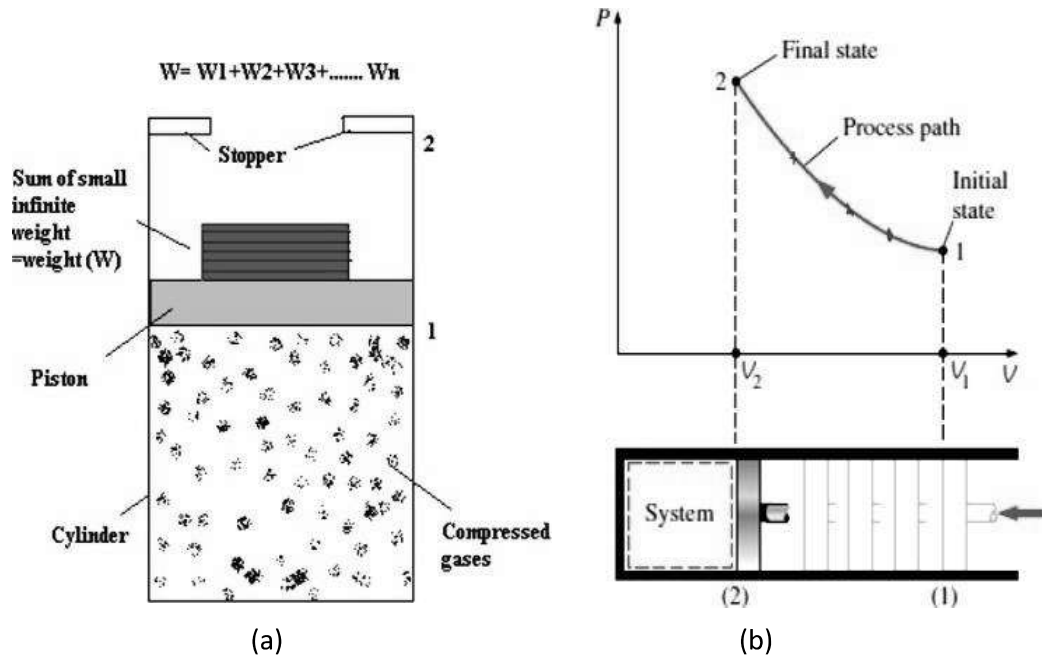 W= W1+W2+W3+....... Wn
Stopper
2
Sum of small
infinite
weight
=weight (W)
1
Piston
Cylinder
Compressed
gases
(a)
P
Final state
2
Process path
Initial
state
1
V2
V1
V
System
(2)
(1)
(b)